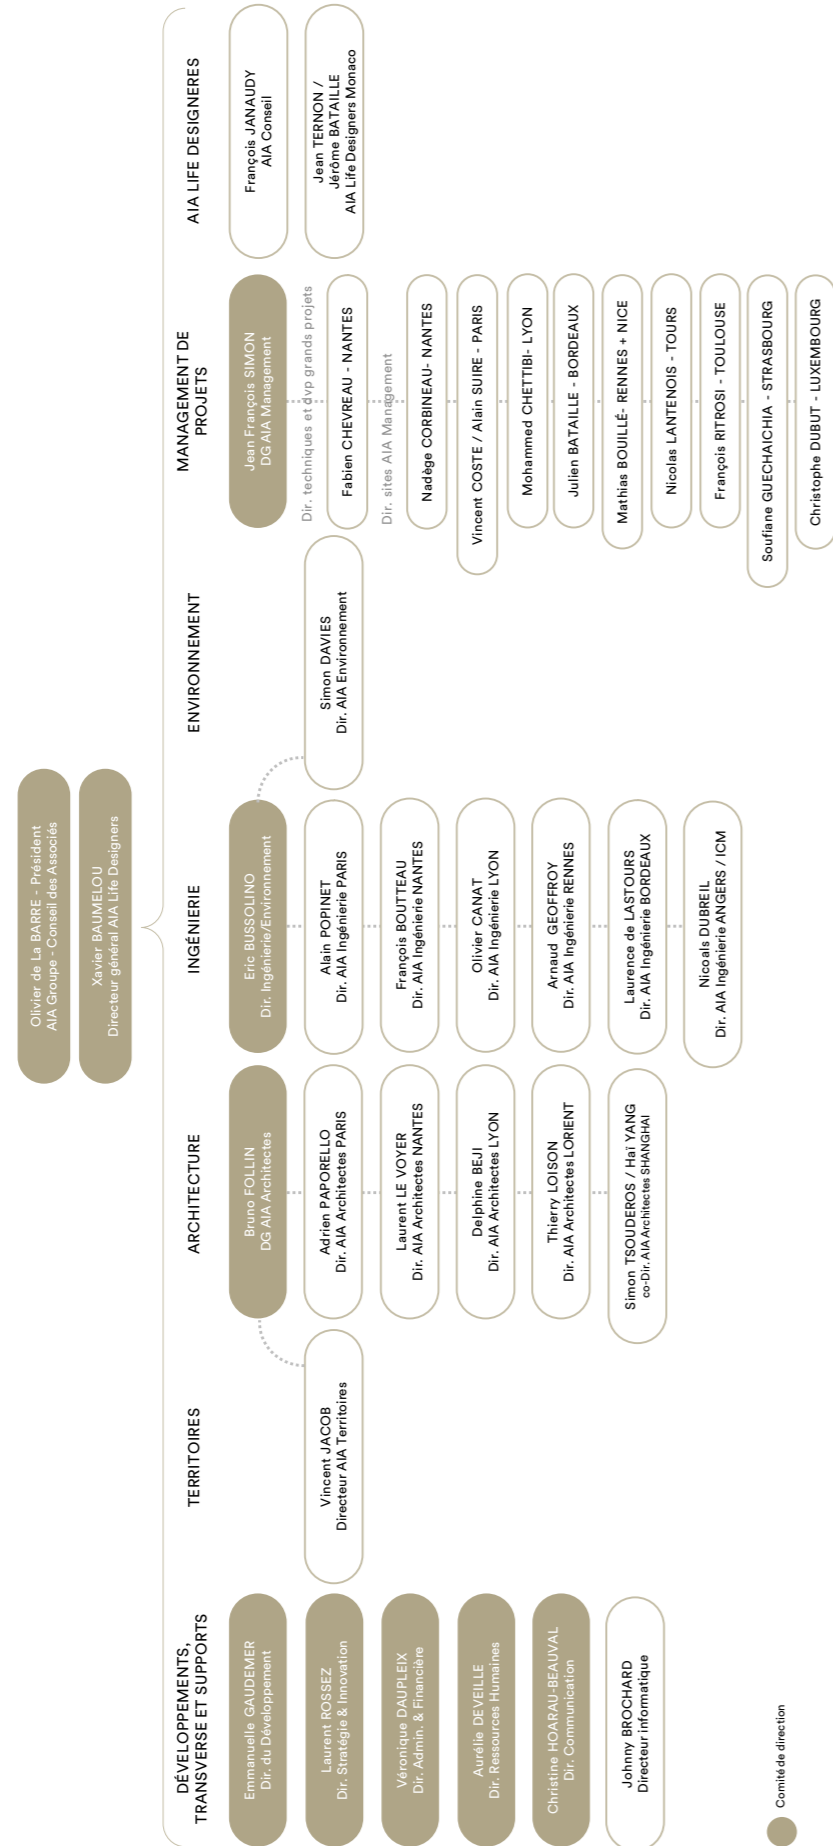 Olivier de La BARRE - Président
AIA Groupe - Conseil des Associés
Xavier BAUMELOU
Directeur général AIA Life Designers
DÉVELOPPEMENTS,
TRANSVERSE ET SUPPORTS
Emmanuelle GAUDEMER
Dir. du Développement
Laurent ROSSEZ
Dir. Stratégie & Innovation
Véronique DAUPLEIX
Dir. Admin. & Financière
Aurélie DEVEILLE
Dir. Ressources Humaines
Christine HOARAU-BEAUVAL
Dir. Communication
Johnny BROCHARD
Directeur informatique
TERRITOIRES
Vincent JACOB
Directeur AIA Territoires
ARCHITECTURE
Bruno FOLLIN
DG AIA Architectes
Adrien PAPORELLO
Dir. AIA Architectes PARIS
Laurent LE VOYER
Dir. AIA Architectes NANTES
Delphine BEJI
Dir. AIA Architectes LYON
Thierry LOISON
Dir. AIA Architectes LORIENT
Simon TSOUDEROS / Haï YANG
co-Dir. AIA Architectes SHANGHAI
INGÉNIERIE
Eric BUSSOLINO
Dir. Ingénierie/Environnement
Alain POPINET
Dir. AIA Ingénierie PARIS
François BOUTTEAU
Dir. AIA Ingénierie NANTES
Olivier CANAT
Dir. AIA Ingénierie LYON
Arnaud GEOFFROY
Dir. AIA Ingénierie RENNES
Laurence de LASTOURS
Dir. AIA Ingénierie BORDEAUX
Nicoals DUBREIL
Dir. AIA Ingénierie ANGERS / ICM
ENVIRONNEMENT
Simon DAVIES
Dir. AIA Environnement
MANAGEMENT DE
PROJETS
Jean François SIMON
DG AIA Management
Dir. techniques et dvp grands projets
Fabien CHEVREAU - NANTES
Dir. sites AIA Management
Nadège CORBINEAU- NANTES
Vincent COSTE / Alain SUIRE - PARIS
Mohammed CHETTIBI- LYON
Julien BATAILLE - BORDEAUX
Mathias BOUILLÉ- RENNES + NICE
Nicolas LANTENOIS - TOURS
François RITROSI - TOULOUSE
Soufiane GUECHAICHIA - STRASBOURG
Christophe DUBUT - LUXEMBOURG
AIA LIFE DESIGNERES
François JANAUDY
AIA Conseil
Jean TERNON /
Jérôme BATAILLE
AIA Life Designers Monaco
Comité de direction